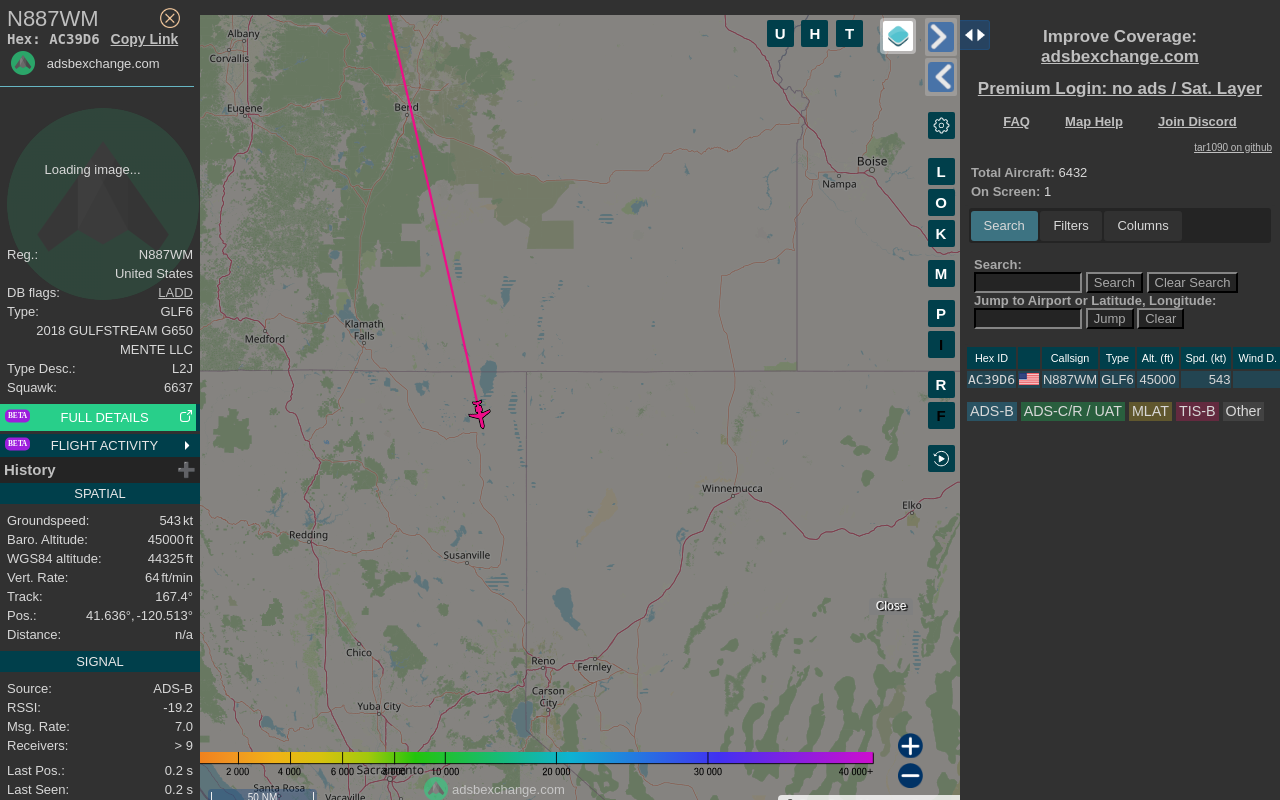 N887WM
Hex: AC39D6 Copy Link
adsbexchange.com
Loading image...
Reg.: N887WM
United States
DB flags: LADD
Type: GLF6
2018 GULFSTREAM G650
MENTE LLC
Type Desc.: L2J
Squawk: 6637
BETA FULL DETAILS
BETA FLIGHT ACTIVITY
History
SPATIAL
Groundspeed: 543 kt
Baro. Altitude: 45000 ft
WGS84 altitude: 44325 ft
Vert. Rate: 64 ft/min
Track: 167.4°
Pos.: 41.636°, -120.513°
Distance: n/a
SIGNAL
Source: ADS-B
RSSI: -19.2
Msg. Rate: 7.0
Receivers: > 9
Last Pos.: 0.2 s
Last Seen: 0.2 s
Albany
Corvallis
Eugene
Bend
Boise
Nampa
Klamath
Falls
Medford
Winnemucca
Elko
Redding
Susanville
Close
Chico
Reno
Fernley
Carson
City
Yuba City
2 000 4 000 6 000 8 000 10 000 20 000 30 000 40 000+
Sacramento
Santa Rosa
Vacaville
50 NM
adsbexchange.com
U H T
L
O
K
M
P
I
R
F
Improve Coverage:
adsbexchange.com
Premium Login: no ads / Sat. Layer
FAQ Map Help Join Discord
tar1090 on github
Total Aircraft: 6432
On Screen: 1
Search Filters Columns
Search:
Search Clear Search
Jump to Airport or Latitude, Longitude:
Jump Clear
Hex ID Callsign Type Alt. (ft) Spd. (kt) Wind D.
AC39D6 N887WM GLF6 45000 543
ADS-B ADS-C/R / UAT MLAT TIS-B Other